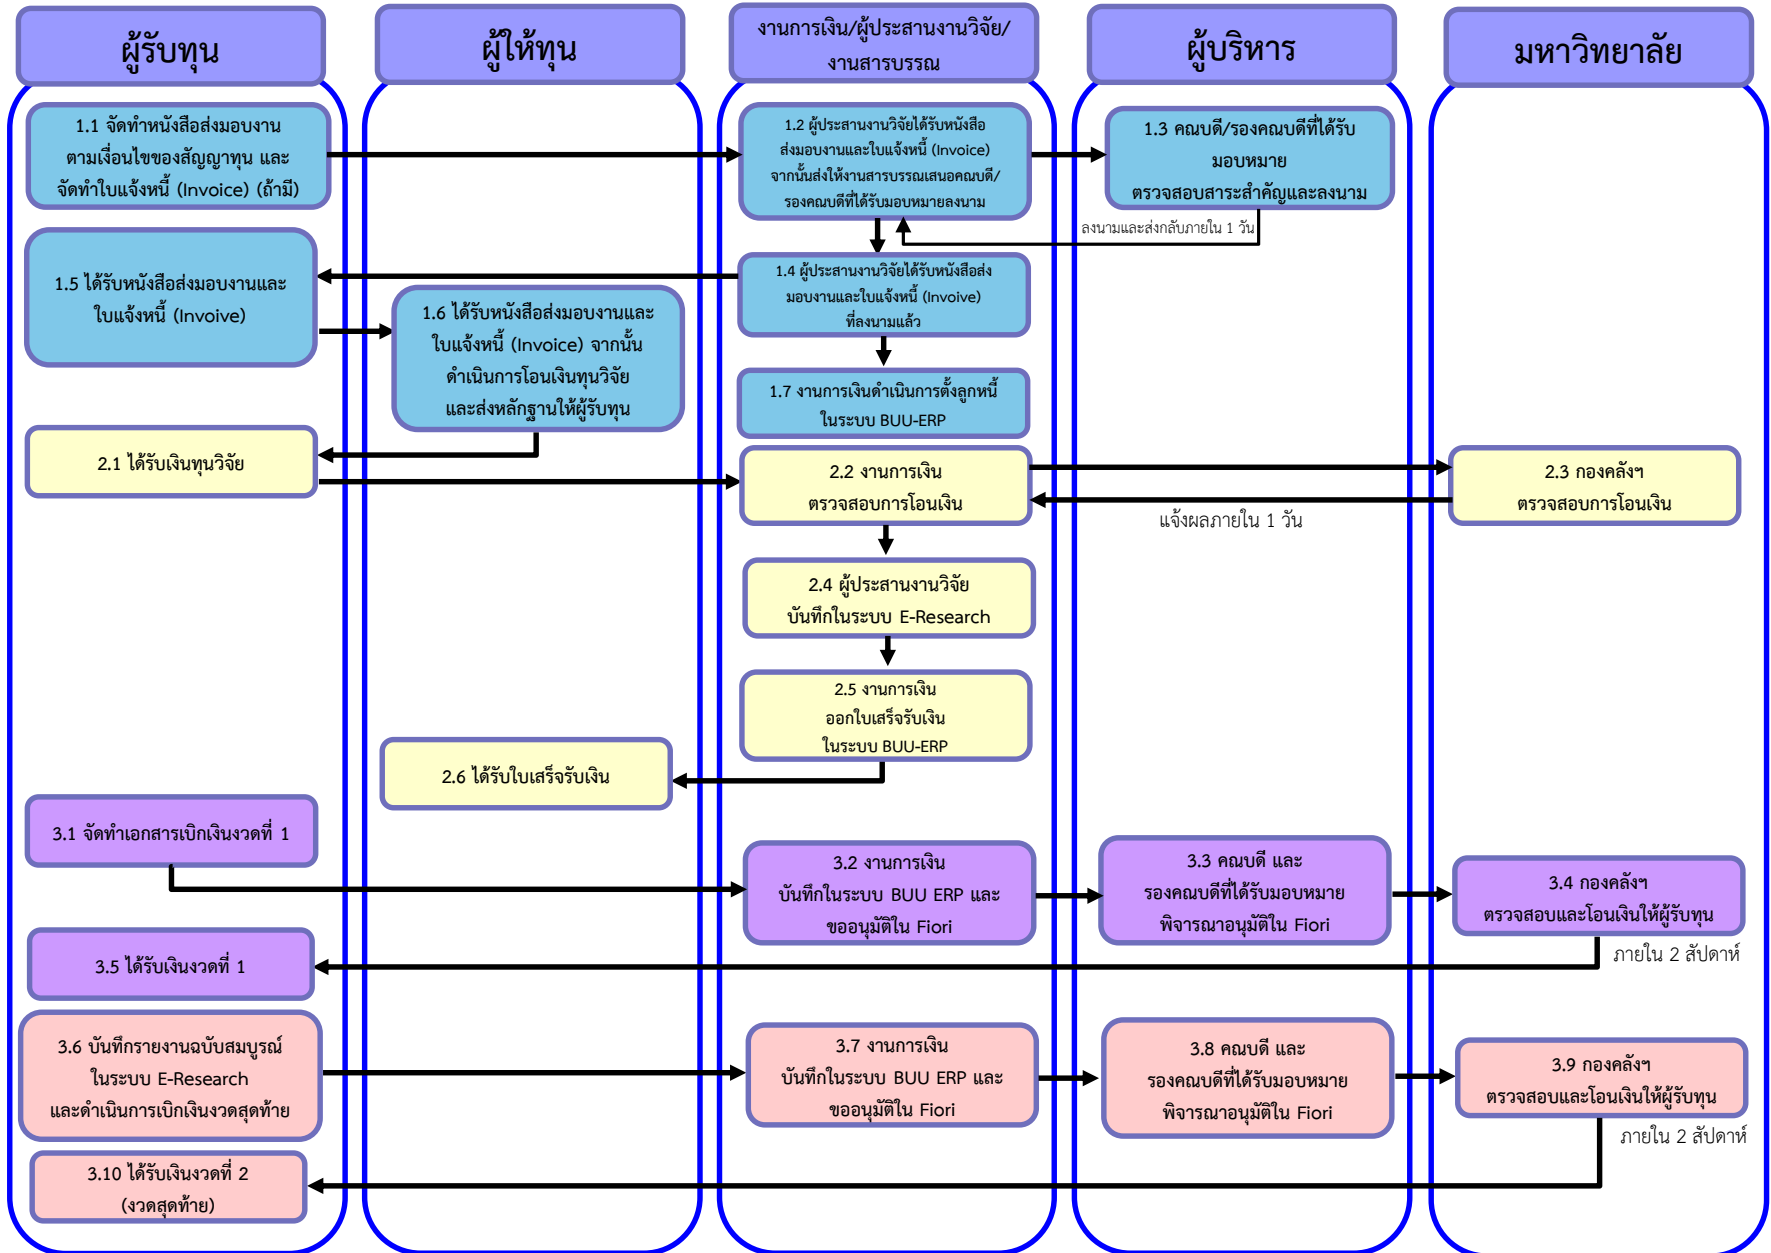 ผู้รับทุน
ผู้ให้ทุน
งานการเงิน/ผู้ประสานงานวิจัย/
งานสารบรรณ
ผู้บริหาร
มหาวิทยาลัย
1.1 จัดทำหนังสือส่งมอบงาน
ตามเงื่อนไขของสัญญาทุน และ
จัดทำใบแจ้งหนี้ (Invoice) (ถ้ามี)
1.2 ผู้ประสานงานวิจัยได้รับหนังสือ
ส่งมอบงานและใบแจ้งหนี้ (Invoice)
จากนั้นส่งให้งานสารบรรณเสนอคณบดี/
รองคณบดีที่ได้รับมอบหมายลงนาม
1.3 คณบดี/รองคณบดีที่ได้รับ
มอบหมาย
ตรวจสอบสาระสำคัญและลงนาม
ลงนามและส่งกลับภายใน 1 วัน
1.4 ผู้ประสานงานวิจัยได้รับหนังสือส่ง
มอบงานและใบแจ้งหนี้ (Invoive)
ที่ลงนามแล้ว
1.5 ได้รับหนังสือส่งมอบงานและ
ใบแจ้งหนี้ (Invoive)
1.6 ได้รับหนังสือส่งมอบงานและ
ใบแจ้งหนี้ (Invoice) จากนั้น
ดำเนินการโอนเงินทุนวิจัย
และส่งหลักฐานให้ผู้รับทุน
1.7 งานการเงินดำเนินการตั้งลูกหนี้
ในระบบ BUU-ERP
2.1 ได้รับเงินทุนวิจัย
2.2 งานการเงิน
ตรวจสอบการโอนเงิน
2.3 กองคลังฯ
ตรวจสอบการโอนเงิน
แจ้งผลภายใน 1 วัน
2.4 ผู้ประสานงานวิจัย
บันทึกในระบบ E-Research
2.5 งานการเงิน
ออกใบเสร็จรับเงิน
ในระบบ BUU-ERP
2.6 ได้รับใบเสร็จรับเงิน
3.1 จัดทำเอกสารเบิกเงินงวดที่ 1
3.2 งานการเงิน
บันทึกในระบบ BUU ERP และ
ขออนุมัติใน Fiori
3.3 คณบดี และ
รองคณบดีที่ได้รับมอบหมาย
พิจารณาอนุมัติใน Fiori
3.4 กองคลังฯ
ตรวจสอบและโอนเงินให้ผู้รับทุน
ภายใน 2 สัปดาห์
3.5 ได้รับเงินงวดที่ 1
3.6 บันทึกรายงานฉบับสมบูรณ์
ในระบบ E-Research
และดำเนินการเบิกเงินงวดสุดท้าย
3.7 งานการเงิน
บันทึกในระบบ BUU ERP และ
ขออนุมัติใน Fiori
3.8 คณบดี และ
รองคณบดีที่ได้รับมอบหมาย
พิจารณาอนุมัติใน Fiori
3.9 กองคลังฯ
ตรวจสอบและโอนเงินให้ผู้รับทุน
ภายใน 2 สัปดาห์
3.10 ได้รับเงินงวดที่ 2
(งวดสุดท้าย)